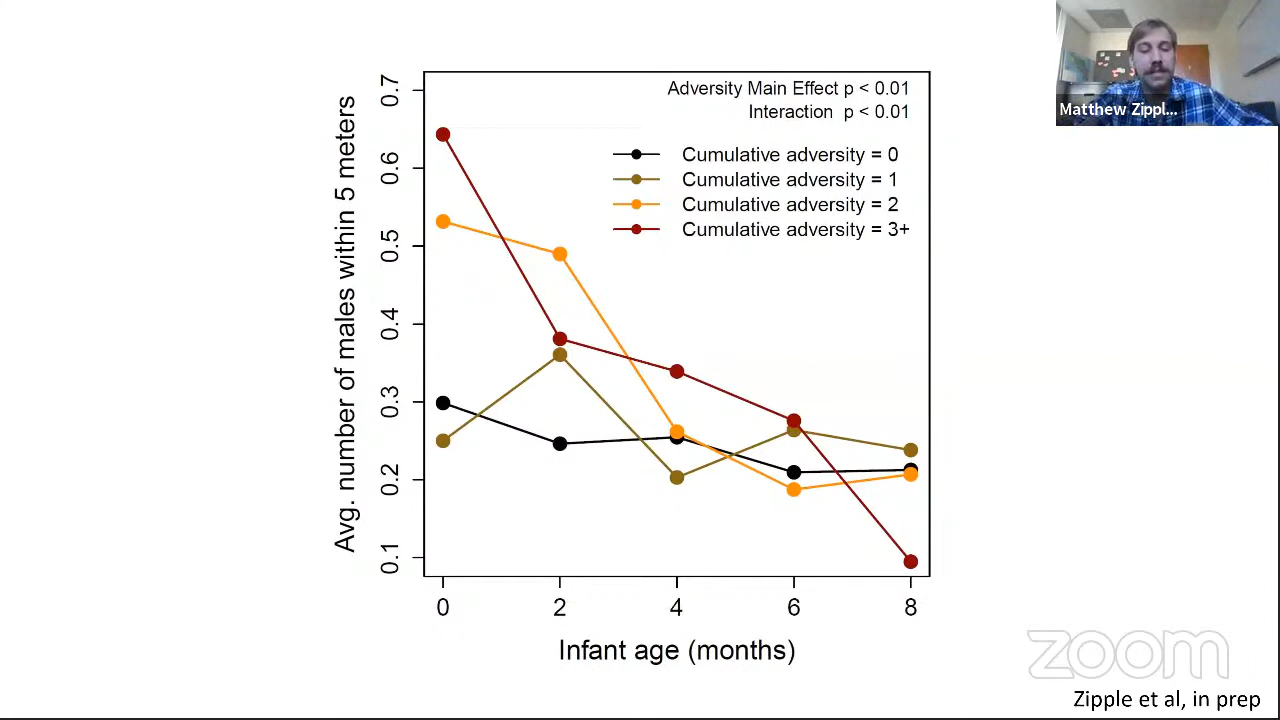 Adversity Main Effect p < 0.01
Interaction p < 0.01
Cumulative adversity = 0
Cumulative adversity = 1
Cumulative adversity = 2
Cumulative adversity = 3+
Avg. number of males within 5 meters
0.7
0.6
0.5
0.4
0.3
0.2
0.1
0 2 4 6 8
Infant age (months)
Matthew Zippl...
zoom
Zipple et al, in prep